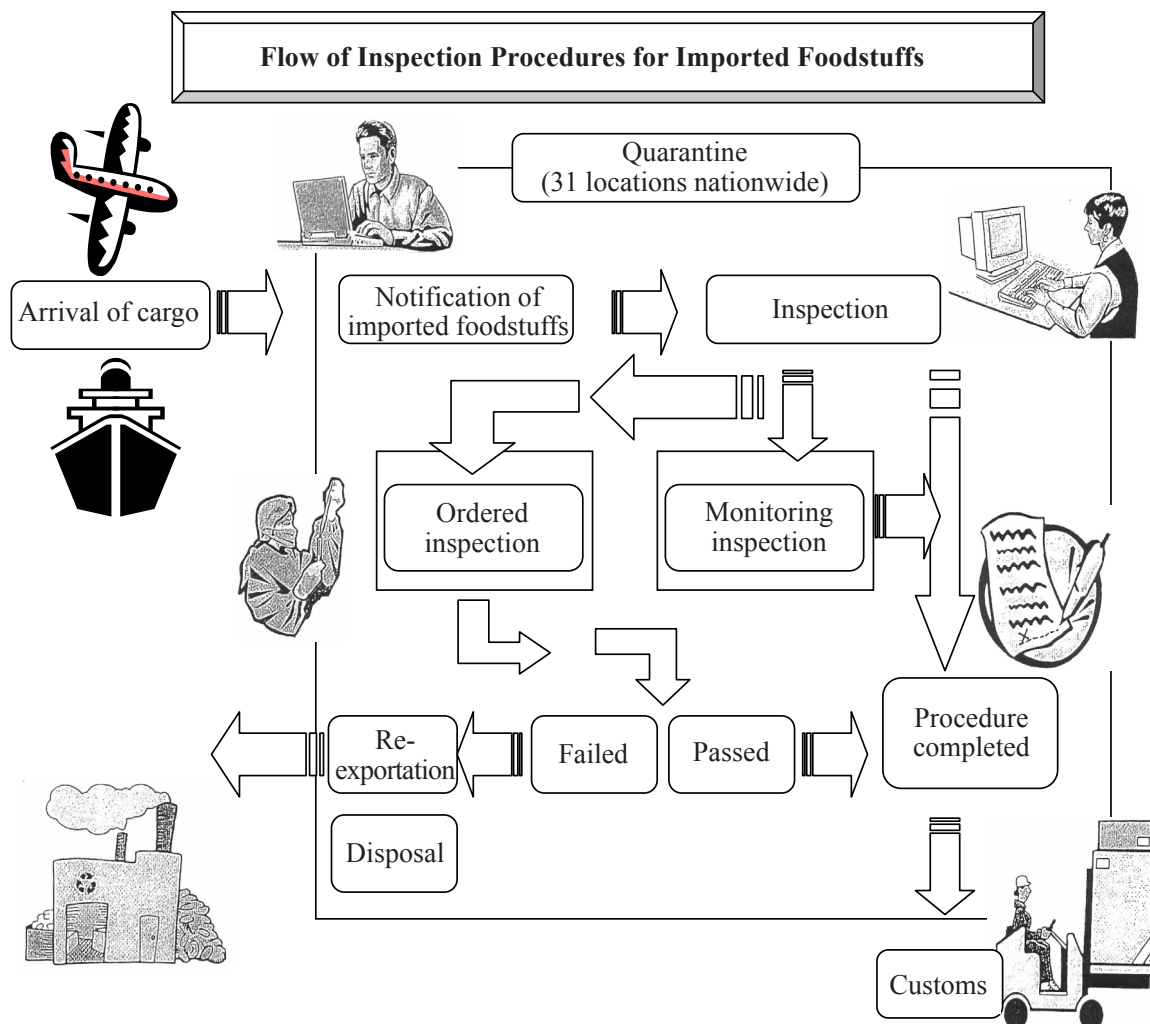 Flow of Inspection Procedures for Imported Foodstuffs
Quarantine
(31 locations nationwide)
Arrival of cargo
Notification of
imported foodstuffs
Inspection
Ordered
inspection
Monitoring
inspection
Re-
exportation
Failed
Passed
Procedure
completed
Disposal
Customs